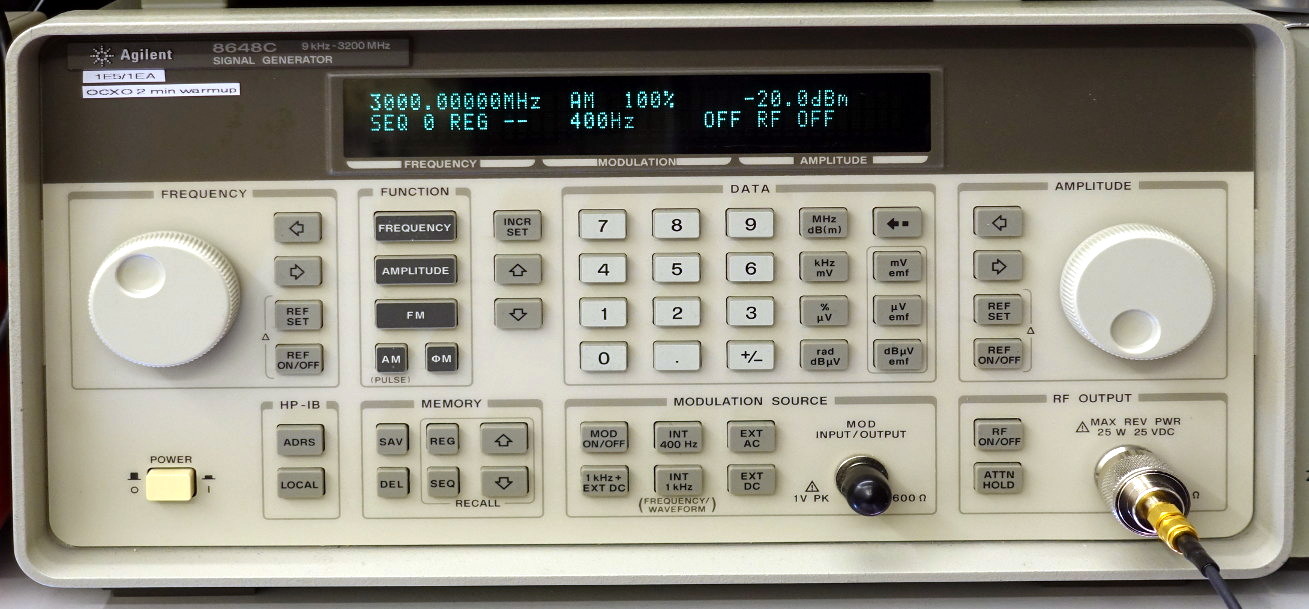 Agilent 8648C 9 kHz - 3200 MHz
SIGNAL GENERATOR
1E5/1EA
OCXO 2 min warmup
3000.00000MHz AM 100% -20.0dBm
SEQ 0 REG -- 400Hz OFF RF OFF
FREQUENCY MODULATION AMPLITUDE
FREQUENCY
REF SET
REF ON/OFF
Δ
FUNCTION
FREQUENCY
AMPLITUDE
FM
AM ΦM
(PULSE)
INCR SET
DATA
7 8 9 MHz dB(m)
4 5 6 kHz mV mV emf
1 2 3 % µV µV emf
0 . +/− rad dBµV dBµV emf
AMPLITUDE
REF SET
REF ON/OFF
Δ
POWER
O I
HP-IB
ADRS
LOCAL
MEMORY
SAV REG
DEL SEQ
RECALL
MODULATION SOURCE
MOD ON/OFF INT 400 Hz EXT AC
1 kHz + EXT DC INT 1 kHz EXT DC
(FREQUENCY/ WAVEFORM)
MOD
INPUT/OUTPUT
1V PK 600 Ω
RF OUTPUT
RF ON/OFF
ATTN HOLD
MAX REV PWR
25 W 25 VDC
Ω